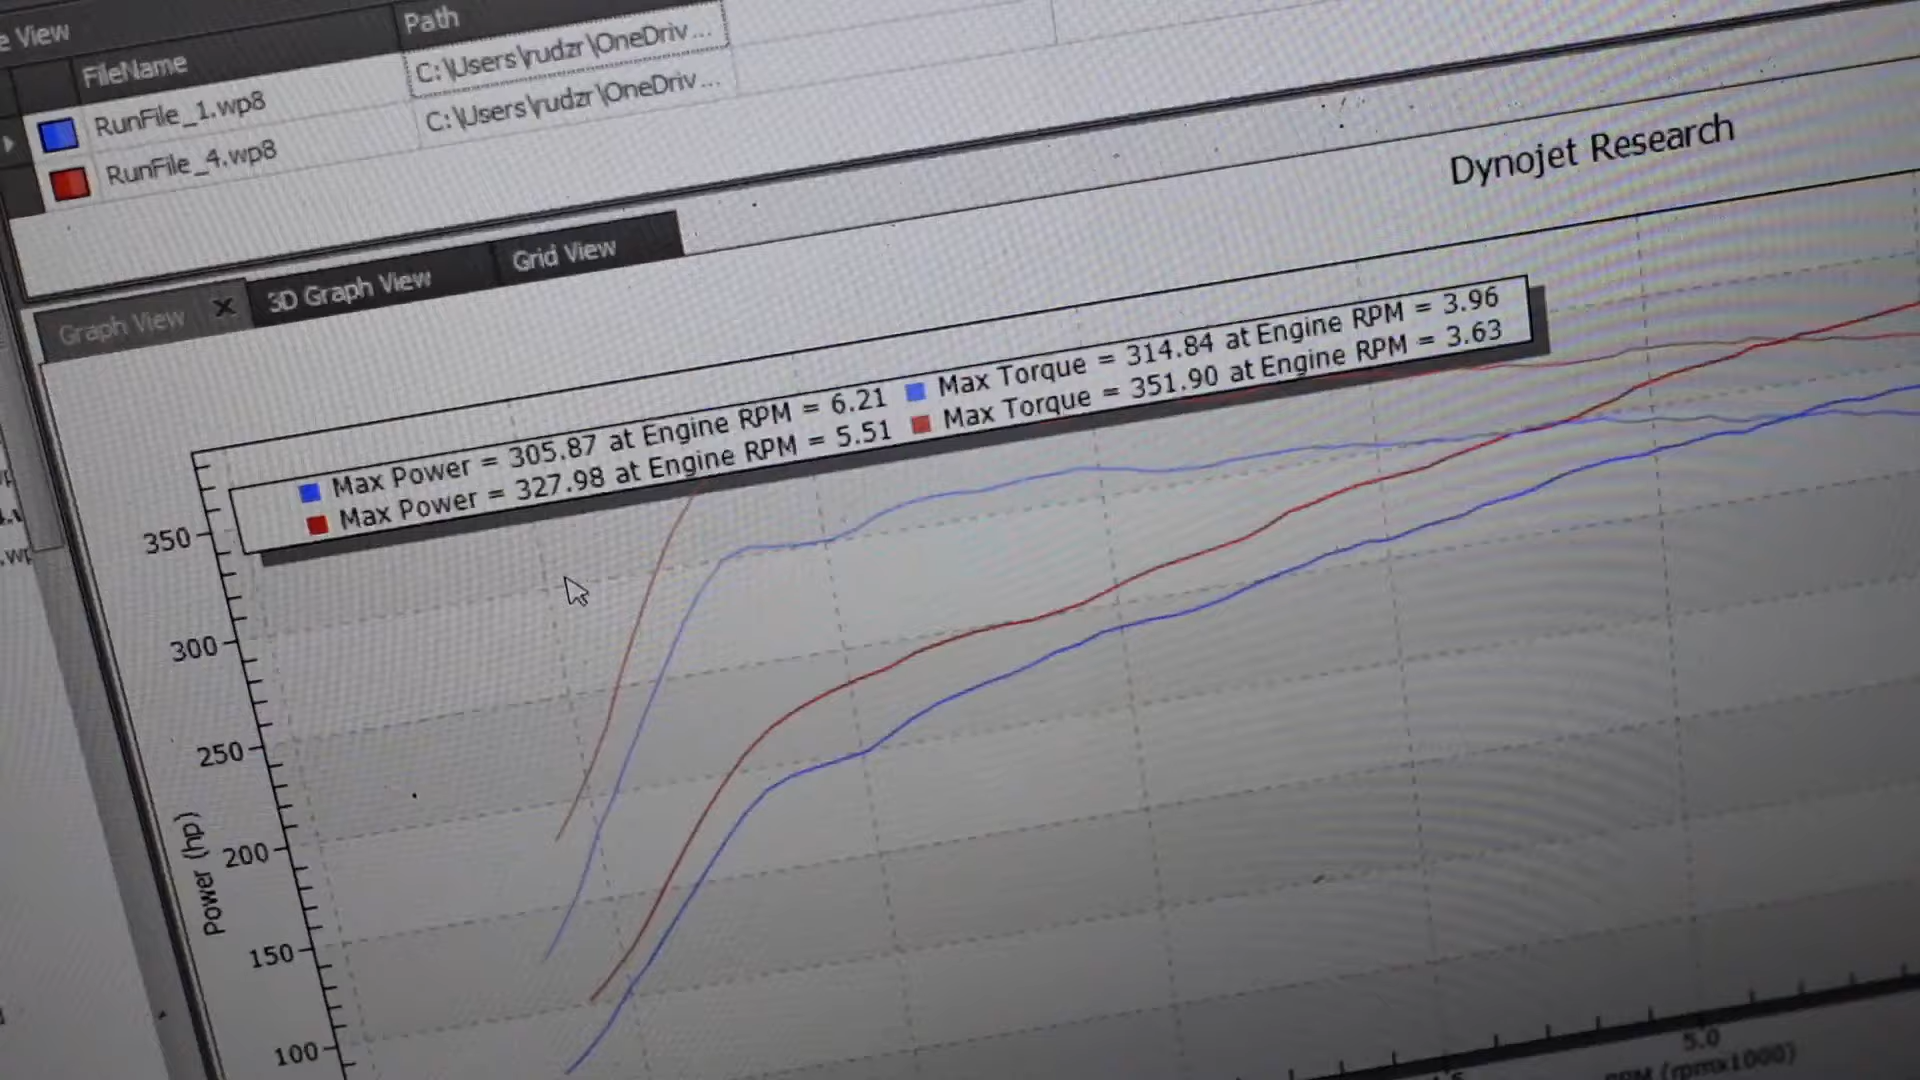 e View
FileName Path
RunFile_1.wp8 C:\Users\rudzr\OneDriv...
RunFile_4.wp8 C:\Users\rudzr\OneDriv...
Dynojet Research
Graph View X 3D Graph View Grid View
Max Power = 305.87 at Engine RPM = 6.21 Max Torque = 314.84 at Engine RPM = 3.96
Max Power = 327.98 at Engine RPM = 5.51 Max Torque = 351.90 at Engine RPM = 3.63
350
300
250
200
150
100
Power (hp)
5.0
RPM (rpmx1000)